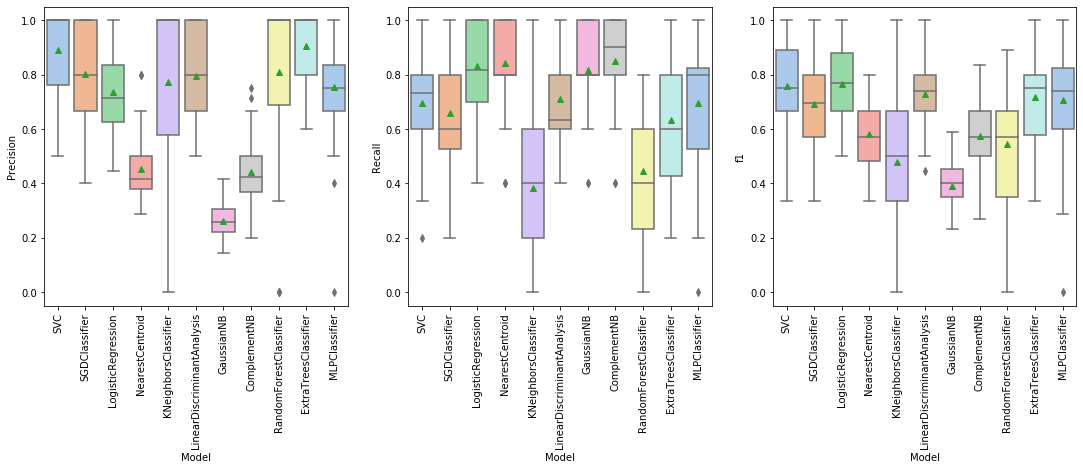 1.0
0.8
0.6
0.4
0.2
0.0
Precision
SVC
SGDClassifier
LogisticRegression
NearestCentroid
KNeighborsClassifier
LinearDiscriminantAnalysis
GaussianNB
ComplementNB
RandomForestClassifier
ExtraTreesClassifier
MLPClassifier
Model
1.0
0.8
0.6
0.4
0.2
0.0
Recall
SVC
SGDClassifier
LogisticRegression
NearestCentroid
KNeighborsClassifier
LinearDiscriminantAnalysis
GaussianNB
ComplementNB
RandomForestClassifier
ExtraTreesClassifier
MLPClassifier
Model
1.0
0.8
0.6
0.4
0.2
0.0
f1
SVC
SGDClassifier
LogisticRegression
NearestCentroid
KNeighborsClassifier
LinearDiscriminantAnalysis
GaussianNB
ComplementNB
RandomForestClassifier
ExtraTreesClassifier
MLPClassifier
Model